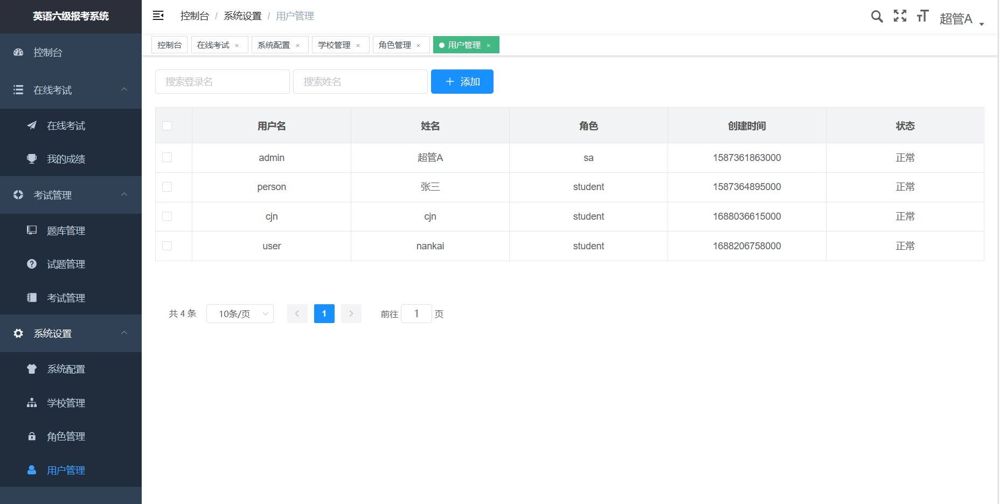 英语六级报考系统
控制台
在线考试
在线考试
我的成绩
考试管理
题库管理
试题管理
考试管理
系统设置
系统配置
学校管理
角色管理
用户管理
控制台 / 系统设置 / 用户管理
超管A
控制台 在线考试 × 系统配置 × 学校管理 × 角色管理 × 用户管理 ×
搜索登录名 搜索姓名 + 添加
用户名 姓名 角色 创建时间 状态
admin 超管A sa 1587361863000 正常
person 张三 student 1587364895000 正常
cjn cjn student 1688036615000 正常
user nankai student 1688206758000 正常
共 4 条 10条/页 < 1 > 前往 1 页